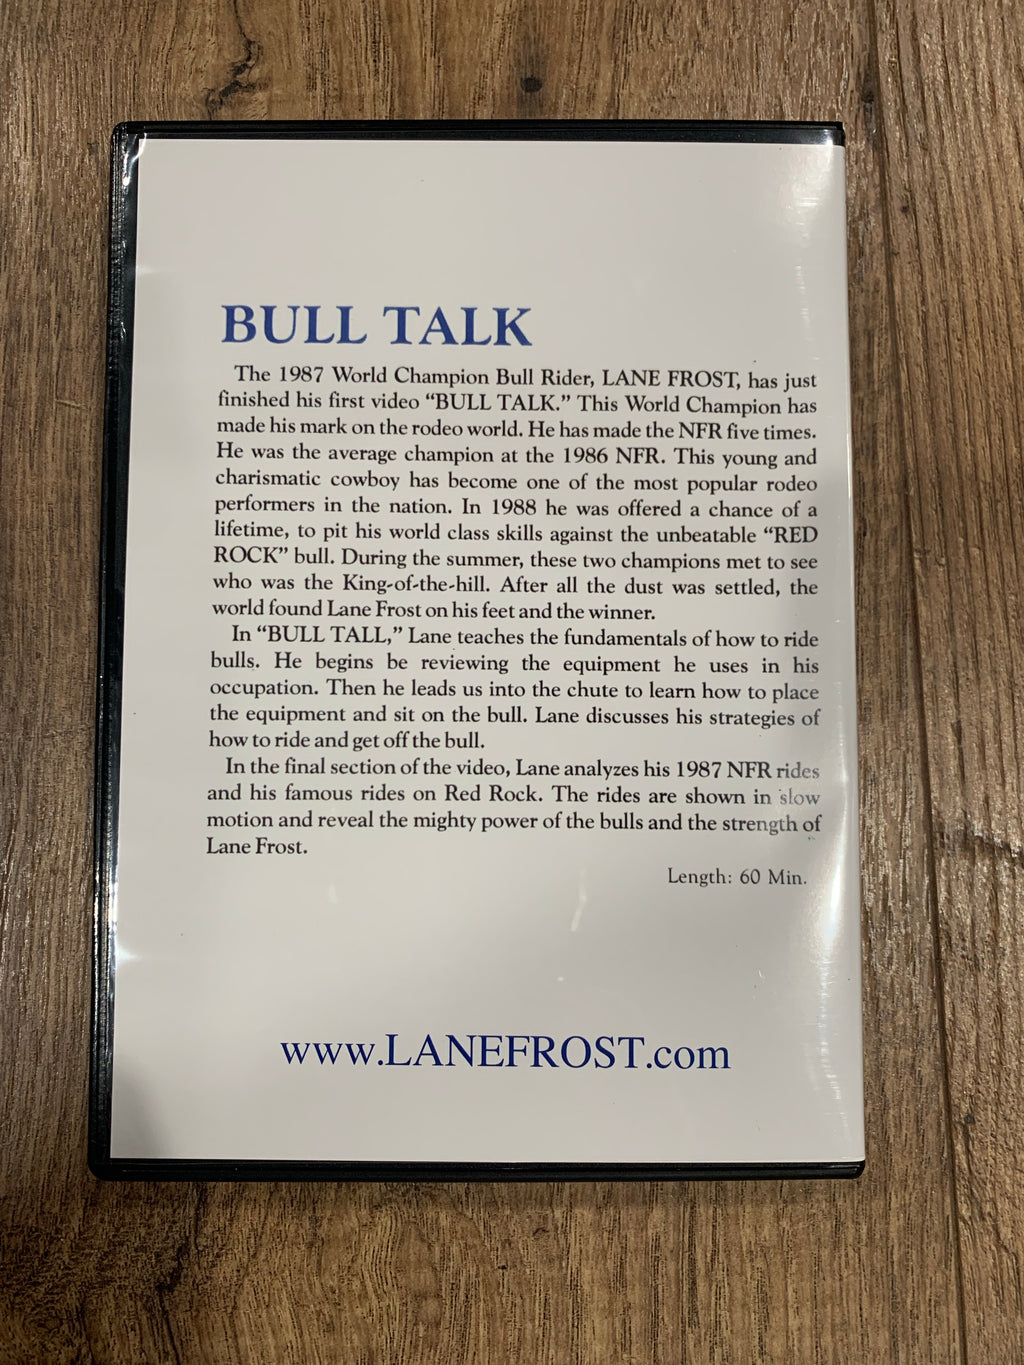 BULL TALK
The 1987 World Champion Bull Rider, LANE FROST, has just
finished his first video “BULL TALK.” This World Champion has
made his mark on the rodeo world. He has made the NFR five times.
He was the average champion at the 1986 NFR. This young and
charismatic cowboy has become one of the most popular rodeo
performers in the nation. In 1988 he was offered a chance of a
lifetime, to pit his world class skills against the unbeatable “RED
ROCK” bull. During the summer, these two champions met to see
who was the King-of-the-hill. After all the dust was settled, the
world found Lane Frost on his feet and the winner.
In “BULL TALL,” Lane teaches the fundamentals of how to ride
bulls. He begins be reviewing the equipment he uses in his
occupation. Then he leads us into the chute to learn how to place
the equipment and sit on the bull. Lane discusses his strategies of
how to ride and get off the bull.
In the final section of the video, Lane analyzes his 1987 NFR rides
and his famous rides on Red Rock. The rides are shown in slow
motion and reveal the mighty power of the bulls and the strength of
Lane Frost.
Length: 60 Min.
www.LANEFROST.com